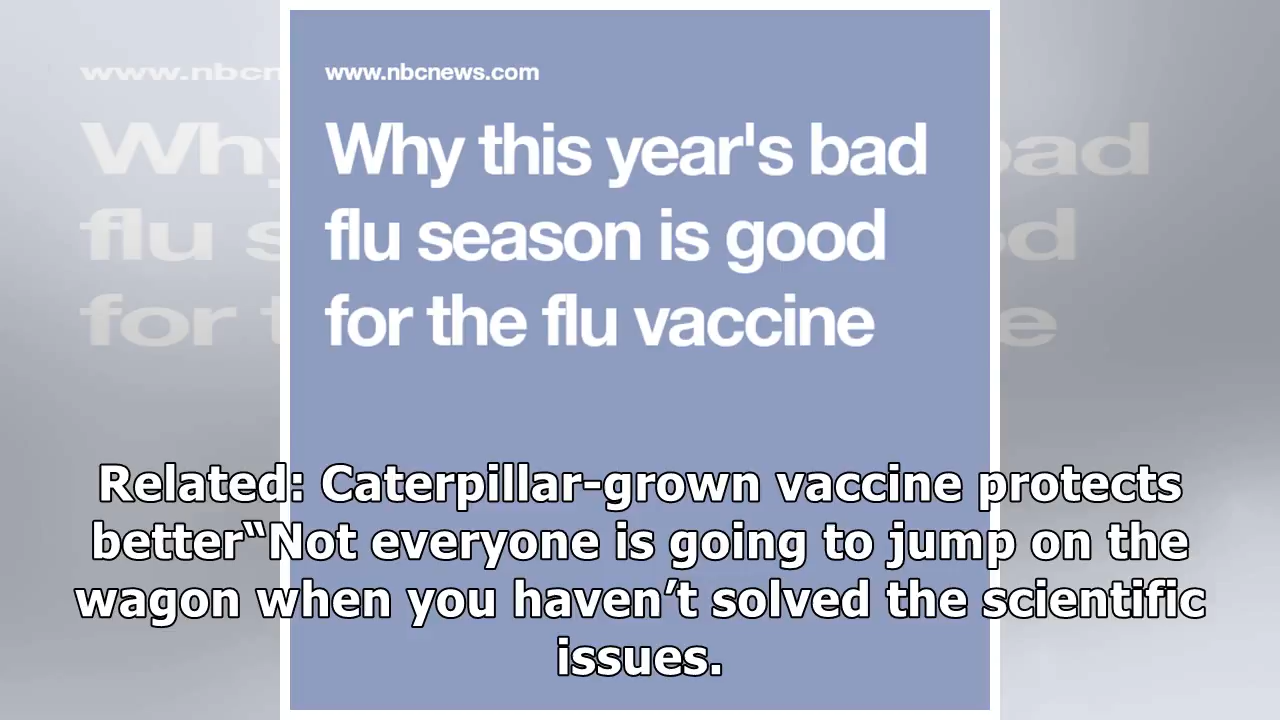 www.nbcnews.com
Why this year's bad
flu season is good
for the flu vaccine
Related: Caterpillar-grown vaccine protects
better“Not everyone is going to jump on the
wagon when you haven’t solved the scientific
issues.